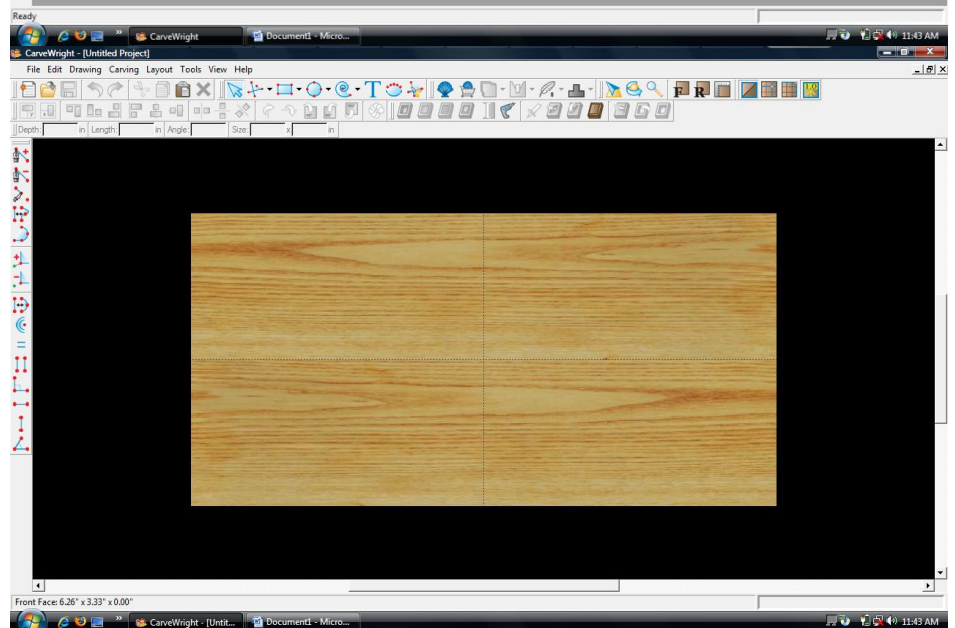 Ready
» CarveWright Document1 - Micro... 11:43 AM
CarveWright - [Untitled Project]
File Edit Drawing Carving Layout Tools View Help
T F R
Depth: in Length: in Angle: Size: x in
Front Face: 6.26" x 3.33" x 0.00"
» CarveWright - [Untit... Document1 - Micro... 11:43 AM